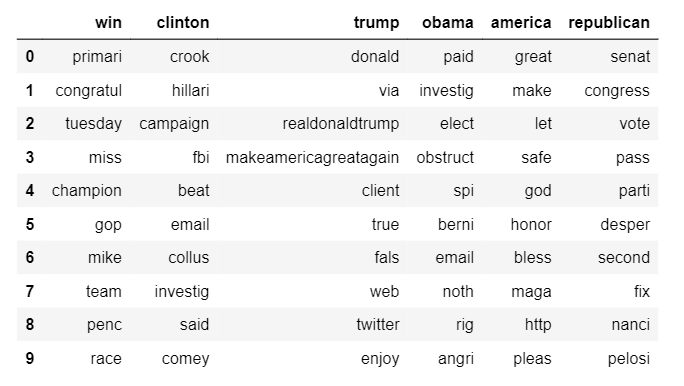 win clinton trump obama america republican
0 primari crook donald paid great senat
1 congratul hillari via investig make congress
2 tuesday campaign realdonaldtrump elect let vote
3 miss fbi makeamericagreatagain obstruct safe pass
4 champion beat client spi god parti
5 gop email true berni honor desper
6 mike collus fals email bless second
7 team investig web noth maga fix
8 penc said twitter rig http nanci
9 race comey enjoy angri pleas pelosi